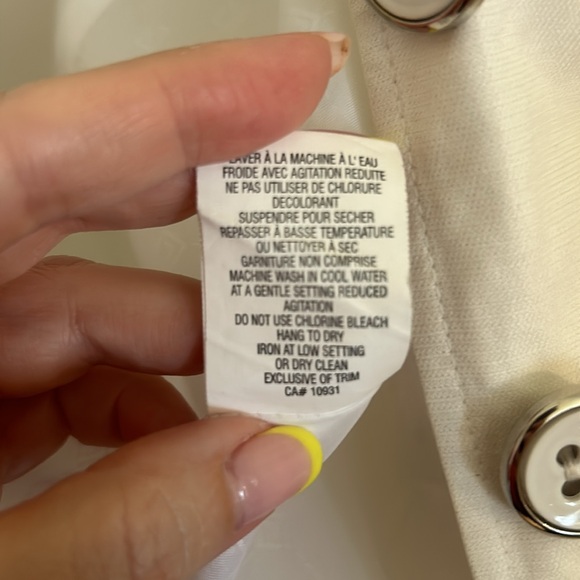 LAVER À LA MACHINE À L'EAU
FROIDE AVEC AGITATION REDUITE
NE PAS UTILISER DE CHLORURE
DECOLORANT
SUSPENDRE POUR SECHER
REPASSER À BASSE TEMPERATURE
OU NETTOYER À SEC
GARNITURE NON COMPRISE
MACHINE WASH IN COOL WATER
AT A GENTLE SETTING REDUCED
AGITATION
DO NOT USE CHLORINE BLEACH
HANG TO DRY
IRON AT LOW SETTING
OR DRY CLEAN
EXCLUSIVE OF TRIM
CA# 10931